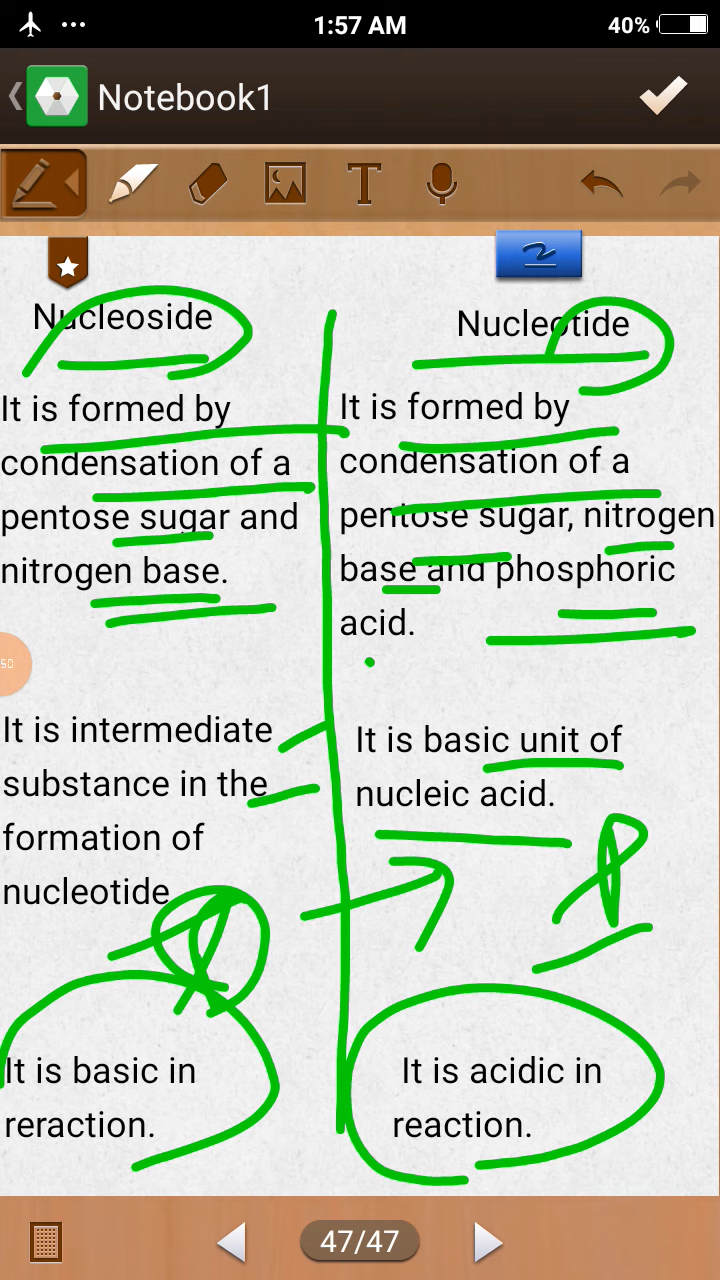 1:57 AM
40%
Notebook1
Nucleoside
It is formed by
condensation of a
pentose sugar and
nitrogen base.
It is intermediate
substance in the
formation of
nucleotide
It is basic in
reraction.
Nucleotide
It is formed by
condensation of a
pentose sugar, nitrogen
base and phosphoric
acid.
It is basic unit of
nucleic acid.
It is acidic in
reaction.
47/47